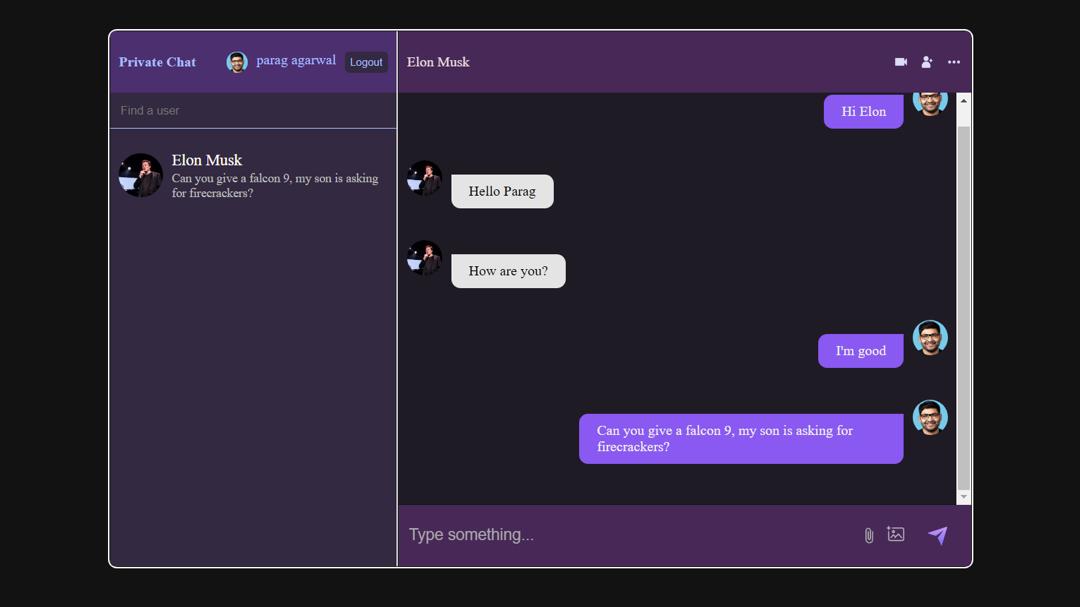 Private Chat
parag agarwal
Logout
Find a user
Elon Musk
Can you give a falcon 9, my son is asking
for firecrackers?
Elon Musk
Hi Elon
Hello Parag
How are you?
I'm good
Can you give a falcon 9, my son is asking for
firecrackers?
Type something...